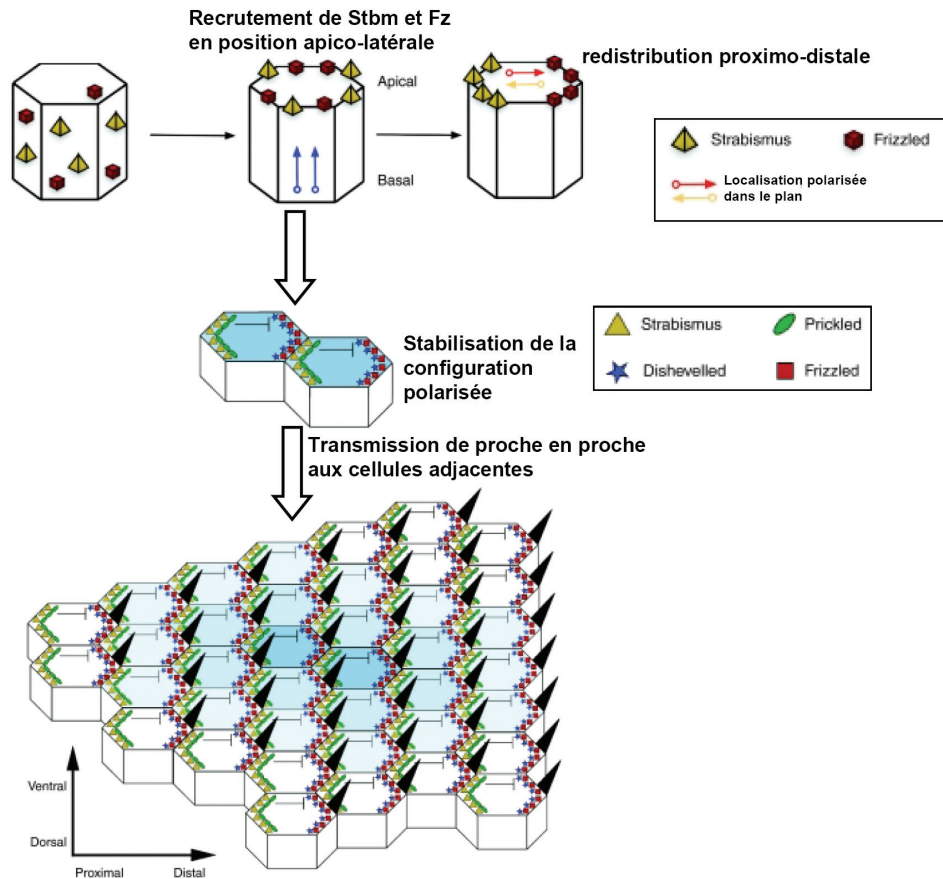 Recrutement de Stbm et Fz
en position apico-latérale
redistribution proximo-distale
Apical
Basal
Strabismus
Frizzled
Localisation polarisée
dans le plan
Stabilisation de la
configuration
polarisée
Strabismus
Prickled
Dishevelled
Frizzled
Transmission de proche en proche
aux cellules adjacentes
Ventral
Dorsal
Proximal
Distal